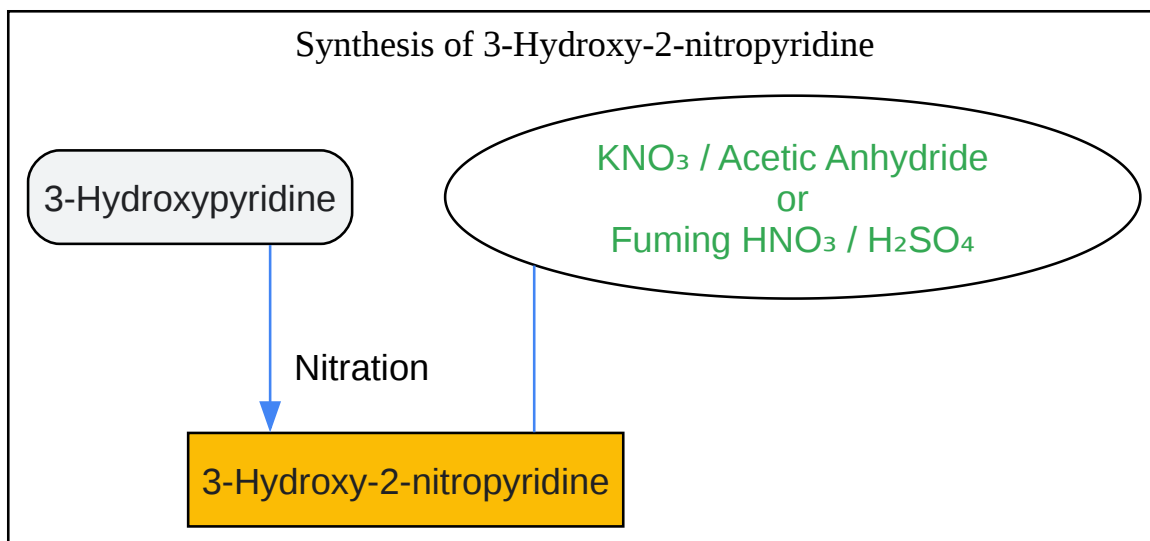 Synthesis of 3-Hydroxy-2-nitropyridine
3-Hydroxypyridine
KNO₃ / Acetic Anhydride
or
Fuming HNO₃ / H₂SO₄
Nitration
3-Hydroxy-2-nitropyridine